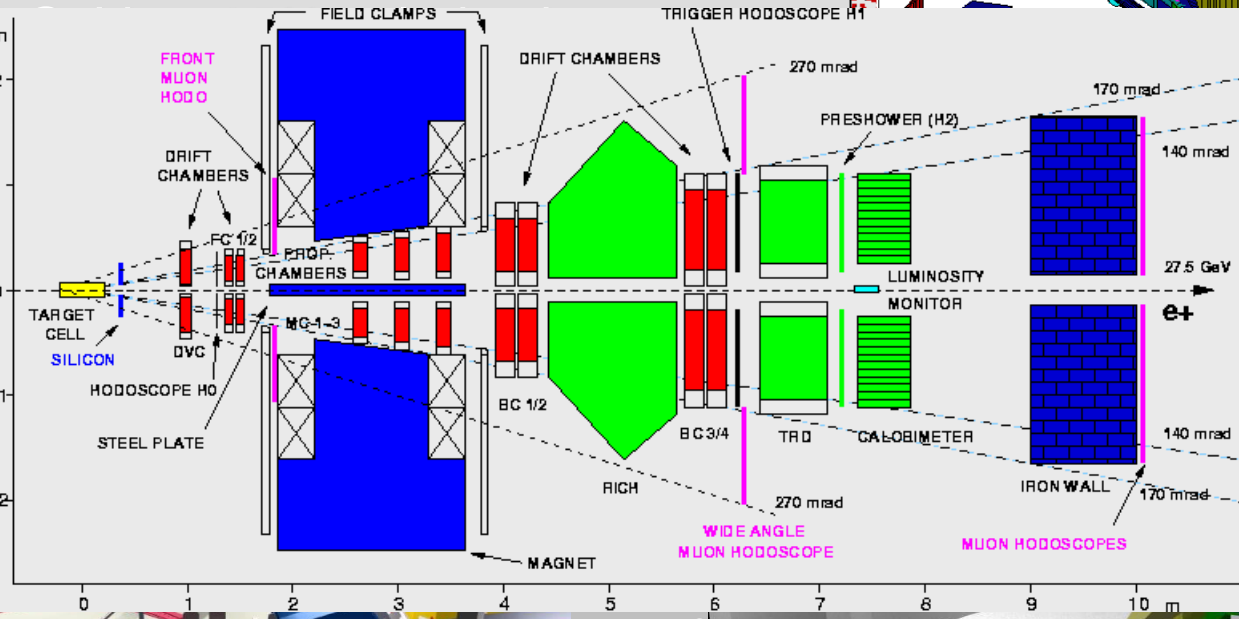 FIELD CLAMPS
TRIGGER HODOSCOPE H1
FRONT
MUON
HODO
DRIFT CHAMBERS
270 mrad
170 mrad
PRESHOWER (H2)
DRIFT
CHAMBERS
140 mrad
FC 1/2
PROP.
CHAMBERS
LUMINOSITY
MONITOR
27.5 GeV
e+
TARGET
CELL
SILICON
DVC
MC 1-3
HODOSCOPE H0
STEEL PLATE
BC 1/2
BC 3/4
TRD
CALORIMETER
140 mrad
RICH
270 mrad
IRON WALL
170 mrad
WIDE ANGLE
MUON HODOSCOPE
MUON HODOSCOPES
MAGNET
2
1
2
0 1 2 3 4 5 6 7 8 9 10 m